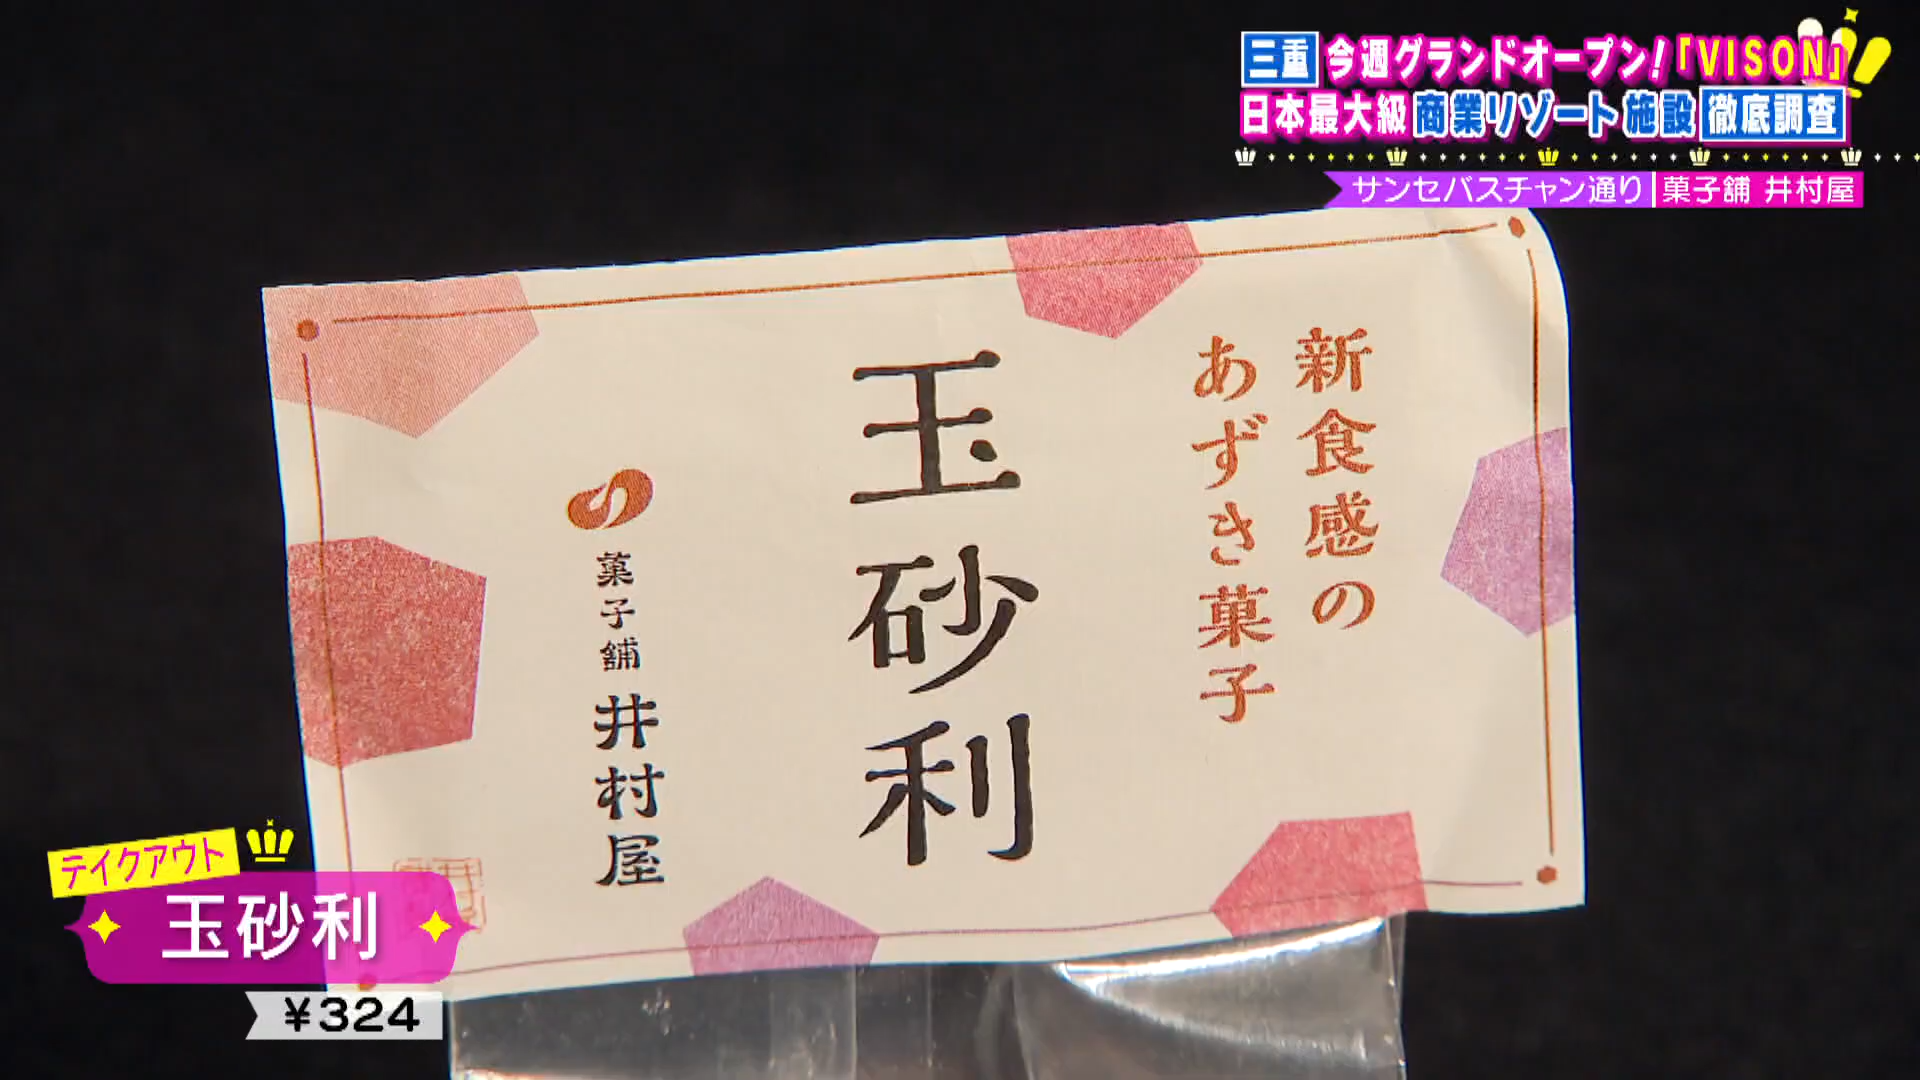 三重 今週グランドオープン!「VISON」
日本最大級 商業リゾート 施設 徹底調査
サンセバスチャン通り 菓子舗 井村屋
新食感の
あずき菓子
玉砂利
菓子舗 井村屋
テイクアウト
玉砂利
¥324